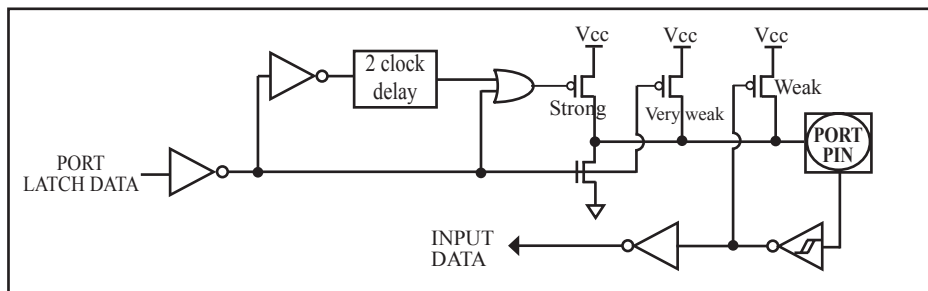 Vcc
Vcc
Vcc
2 clock
delay
Strong
Very weak
Weak
PORT
PIN
PORT
LATCH DATA
INPUT
DATA